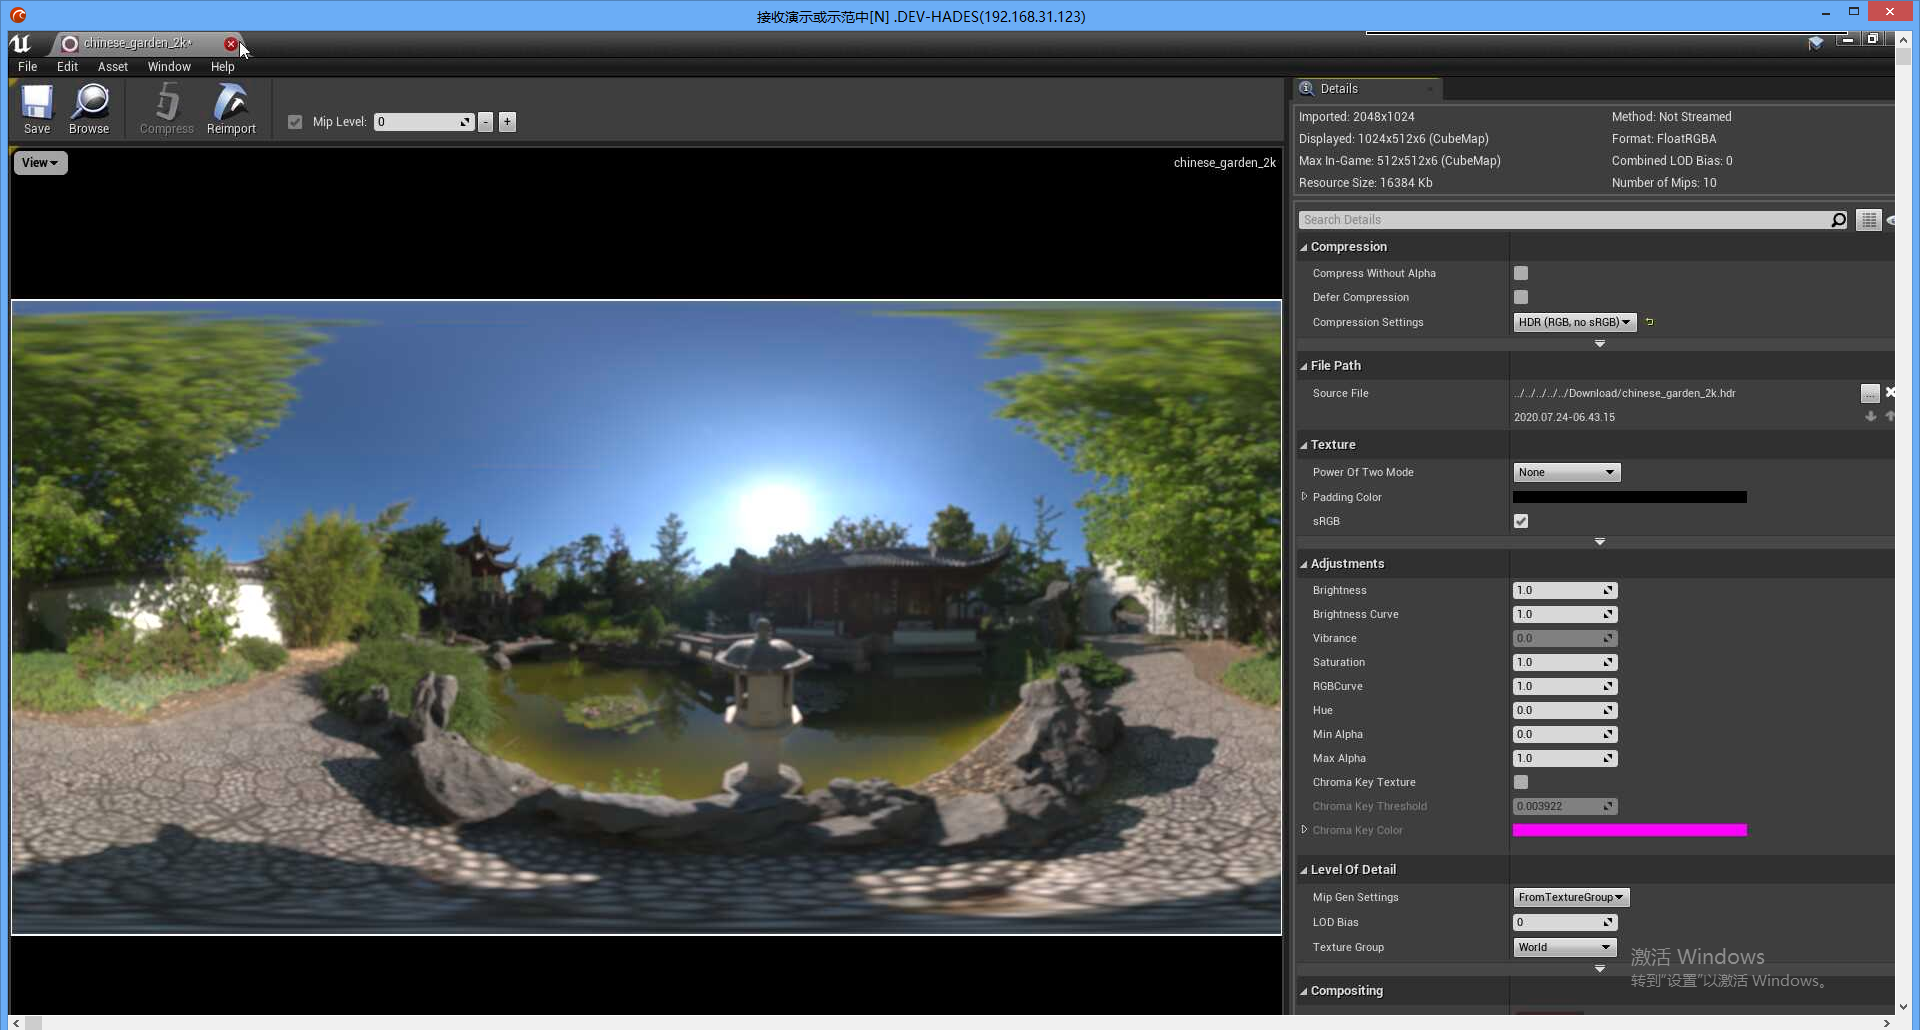 接收演示或示范中[N] .DEV-HADES(192.168.31.123)
chinese_garden_2k*
File Edit Asset Window Help
Save Browse Compress Reimport
Mip Level: 0 - +
View
chinese_garden_2k
Details
Imported: 2048x1024 Method: Not Streamed
Displayed: 1024x512x6 (CubeMap) Format: FloatRGBA
Max In-Game: 512x512x6 (CubeMap) Combined LOD Bias: 0
Resource Size: 16384 Kb Number of Mips: 10
Search Details
Compression
Compress Without Alpha
Defer Compression
Compression Settings HDR (RGB, no sRGB)
File Path
Source File ../../../../../Download/chinese_garden_2k.hdr ...
2020.07.24-06.43.15
Texture
Power Of Two Mode None
Padding Color
sRGB
Adjustments
Brightness 1.0
Brightness Curve 1.0
Vibrance 0.0
Saturation 1.0
RGBCurve 1.0
Hue 0.0
Min Alpha 0.0
Max Alpha 1.0
Chroma Key Texture
Chroma Key Threshold 0.003922
Chroma Key Color
Level Of Detail
Mip Gen Settings FromTextureGroup
LOD Bias 0
Texture Group World
激活 Windows
转到“设置”以激活 Windows。
Compositing